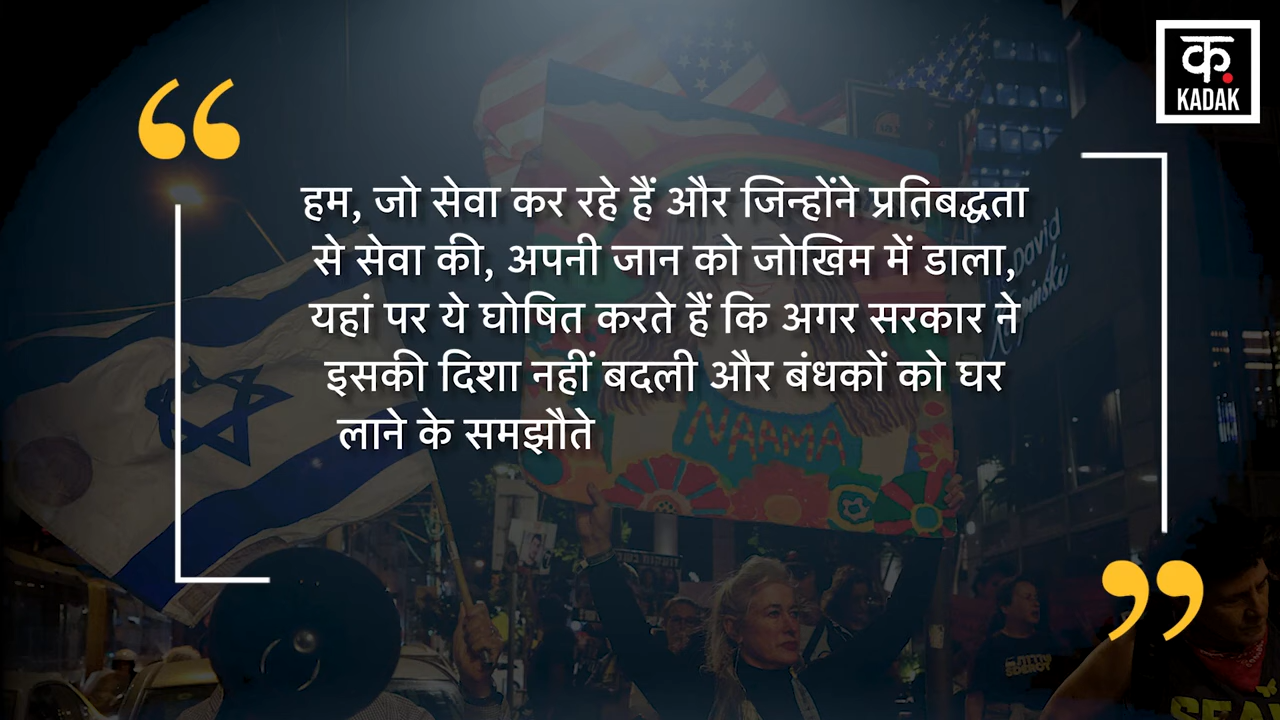 क
KADAK
हम, जो सेवा कर रहे हैं और जिन्होंने प्रतिबद्धता
से सेवा की, अपनी जान को जोखिम में डाला,
यहां पर ये घोषित करते हैं कि अगर सरकार ने
इसकी दिशा नहीं बदली और बंधकों को घर
लाने के समझौते
David
NAAMA